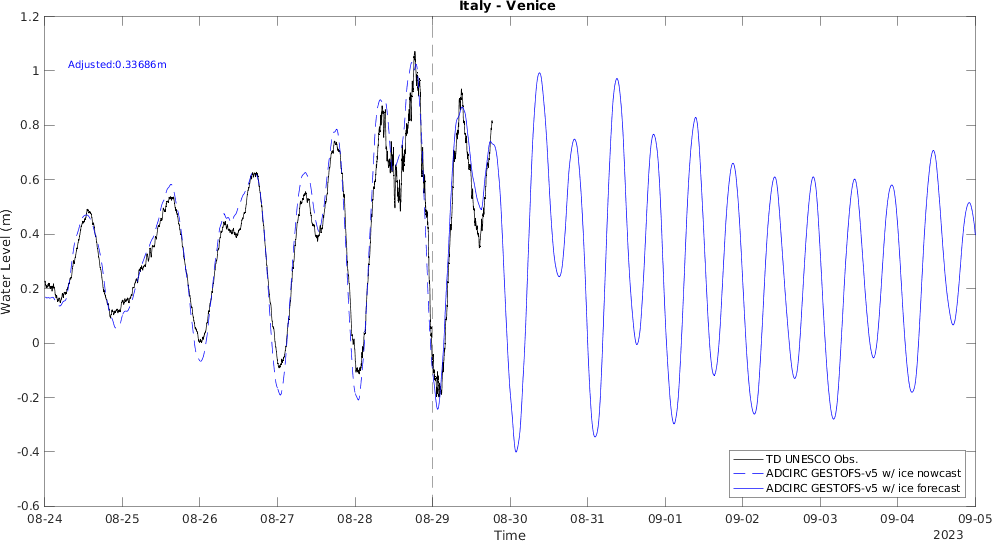 Italy - Venice
Adjusted:0.33686m
Water Level (m)
1.2
1
0.8
0.6
0.4
0.2
0
-0.2
-0.4
-0.6
TD UNESCO Obs.
ADCIRC GESTOFS-v5 w/ ice nowcast
ADCIRC GESTOFS-v5 w/ ice forecast
08-24 08-25 08-26 08-27 08-28 08-29 08-30 08-31 09-01 09-02 09-03 09-04 09-05
Time
2023